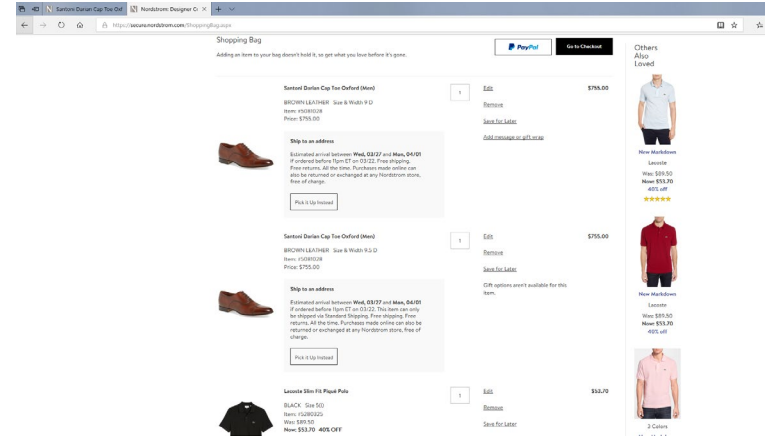 Santoni Darian Cap Toe Oxf
Nordstrom: Designer Cl
https://secure.nordstrom.com/ShoppingBag.aspx
Shopping Bag
Adding an item to your bag doesn't hold it, so get what you love before it's gone.
PayPal
Go to Checkout
Santoni Darian Cap Toe Oxford (Men)
BROWN LEATHER Size & Width 9 D
Item: #5081028
Price: $755.00
1
Edit
Remove
Save for Later
Add message or gift wrap
$755.00
Ship to an address
Estimated arrival between Wed, 03/27 and Mon, 04/01
if ordered before 11pm ET on 03/22. Free shipping.
Free returns. All the time. Purchases made online can
also be returned or exchanged at any Nordstrom store,
free of charge.
Pick It Up Instead
Santoni Darian Cap Toe Oxford (Men)
BROWN LEATHER Size & Width 9.5 D
Item: #5081028
Price: $755.00
1
Edit
Remove
Save for Later
Gift options aren't available for this
item.
$755.00
Ship to an address
Estimated arrival between Wed, 03/27 and Mon, 04/01
if ordered before 11pm ET on 03/22. This item can only
be shipped via Standard Shipping. Free shipping. Free
returns. All the time. Purchases made online can also be
returned or exchanged at any Nordstrom store, free of
charge.
Pick It Up Instead
Lacoste Slim Fit Piqué Polo
BLACK Size 5()
Item: #5280325
Was: $89.50
Now: $53.70 40% OFF
1
Edit
Remove
Save for Later
$53.70
Others
Also
Loved
New Markdown
Lacoste
Was: $89.50
Now: $53.70
40% off
New Markdown
Lacoste
Was: $89.50
Now: $53.70
40% off
2 Colors